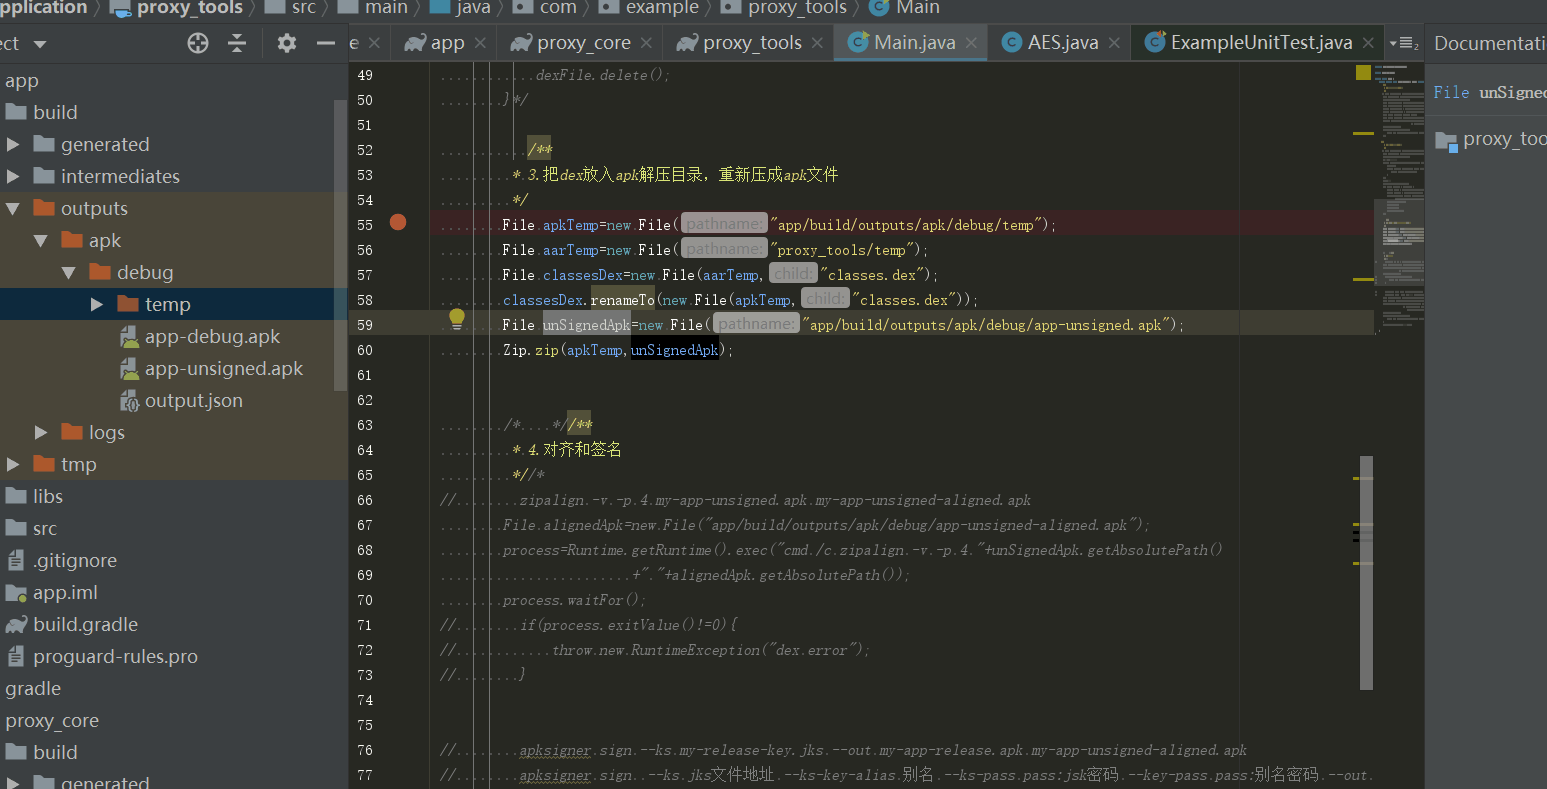 pplication proxy_tools src main java com example proxy_tools Main
ct
e app proxy_core proxy_tools Main.java AES.java ExampleUnitTest.java 2
Documentati
app
build
generated
intermediates
outputs
apk
debug
temp
app-debug.apk
app-unsigned.apk
output.json
logs
tmp
libs
src
.gitignore
app.iml
build.gradle
proguard-rules.pro
gradle
proxy_core
build
generated
49 dexFile.delete();
50 }*/
51
52 /**
53 * 3.把dex放入apk解压目录，重新压成apk文件
54 */
55 File apkTemp=new File( pathname: "app/build/outputs/apk/debug/temp");
56 File aarTemp=new File( pathname: "proxy_tools/temp");
57 File classesDex=new File(aarTemp, child: "classes.dex");
58 classesDex.renameTo(new File(apkTemp, child: "classes.dex"));
59 File unSignedApk=new File( pathname: "app/build/outputs/apk/debug/app-unsigned.apk");
60 Zip.zip(apkTemp,unSignedApk);
61
62
63 /* *//**
64 * 4.对齐和签名
65 *//*
66 // zipalign -v -p 4 my-app-unsigned.apk my-app-unsigned-aligned.apk
67 File alignedApk=new File("app/build/outputs/apk/debug/app-unsigned-aligned.apk");
68 process=Runtime.getRuntime().exec("cmd /c zipalign -v -p 4 "+unSignedApk.getAbsolutePath()
69 +" "+alignedApk.getAbsolutePath());
70 process.waitFor();
71 // if(process.exitValue()!=0){
72 // throw new RuntimeException("dex error");
73 // }
74
75
76 // apksigner sign --ks my-release-key.jks --out my-app-release.apk my-app-unsigned-aligned.apk
77 // apksigner sign  --ks jks文件地址 --ks-key-alias 别名 --ks-pass pass:jsk密码 --key-pass pass:别名密码 --out
File unSigned
proxy_too